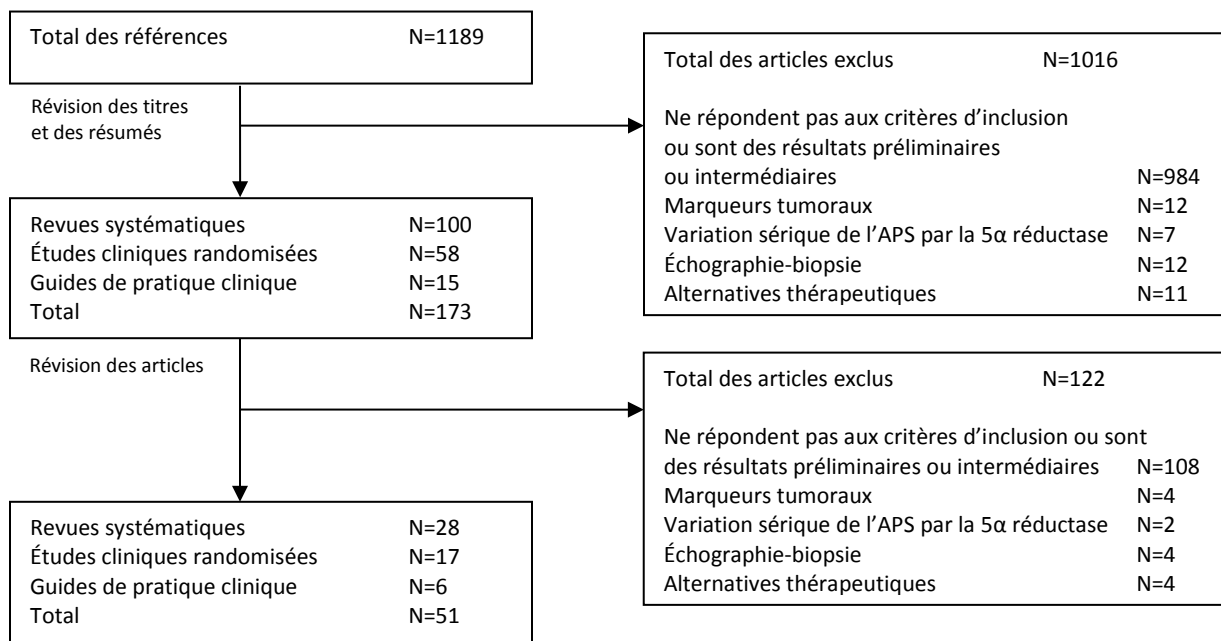 Total des références N=1189
Révision des titres
et des résumés
Total des articles exclus N=1016
Ne répondent pas aux critères d’inclusion
ou sont des résultats préliminaires
ou intermédiaires N=984
Marqueurs tumoraux N=12
Variation sérique de l’APS par la 5α réductase N=7
Échographie-biopsie N=12
Alternatives thérapeutiques N=11
Revues systématiques N=100
Études cliniques randomisées N=58
Guides de pratique clinique N=15
Total N=173
Révision des articles
Total des articles exclus N=122
Ne répondent pas aux critères d’inclusion ou sont
des résultats préliminaires ou intermédiaires N=108
Marqueurs tumoraux N=4
Variation sérique de l’APS par la 5α réductase N=2
Échographie-biopsie N=4
Alternatives thérapeutiques N=4
Revues systématiques N=28
Études cliniques randomisées N=17
Guides de pratique clinique N=6
Total N=51